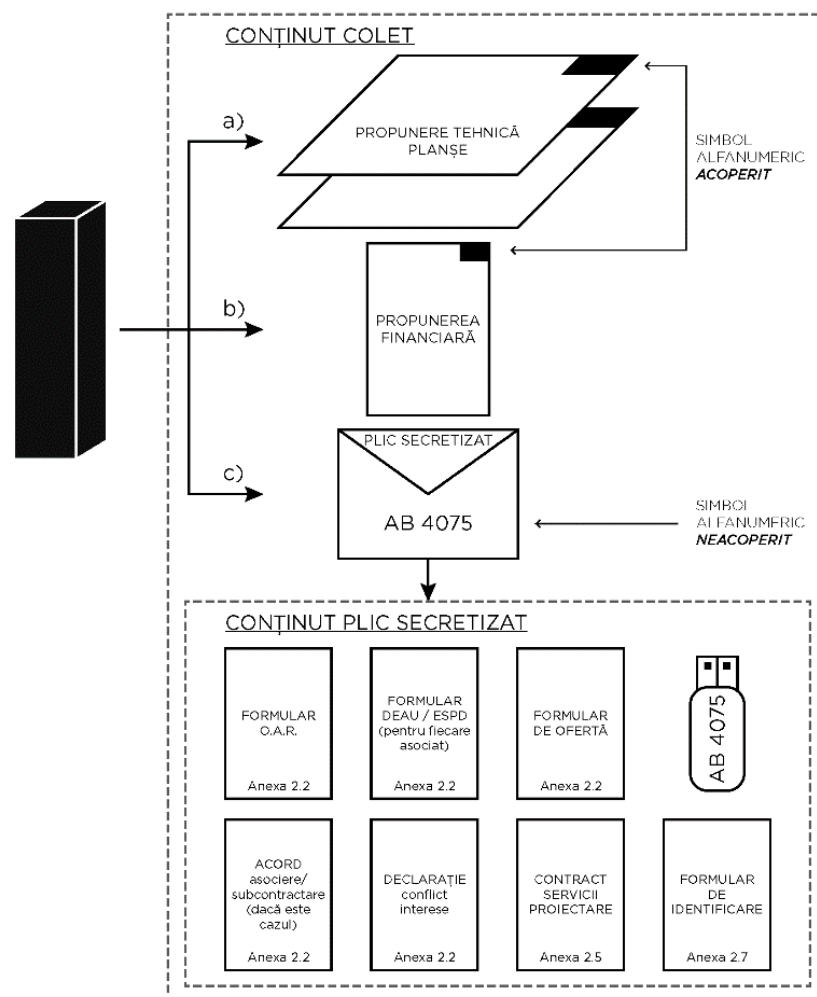 CONȚINUT COLET
a)
PROPUNERE TEHNICĂ
PLANȘE
SIMBOL
ALFANUMERIC
ACOPERIT
b)
PROPUNEREA
FINANCIARĂ
c)
PLIC SECRETIZAT
AB 4075
SIMBOL
ALFANUMERIC
NEACOPERIT
CONȚINUT PLIC SECRETIZAT
FORMULAR
O.A.R.
Anexa 2.2
FORMULAR
DEAU / ESPD
(pentru fiecare
asociat)
Anexa 2.2
FORMULAR
DE OFERTĂ
Anexa 2.2
AB 4075
ACORD
asociere/
subcontractare
(dacă este
cazul)
Anexa 2.2
DECLARAȚIE
conflict
interese
Anexa 2.2
CONTRACT
SERVICII
PROIECTARE
Anexa 2.5
FORMULAR
DE
IDENTIFICARE
Anexa 2.7